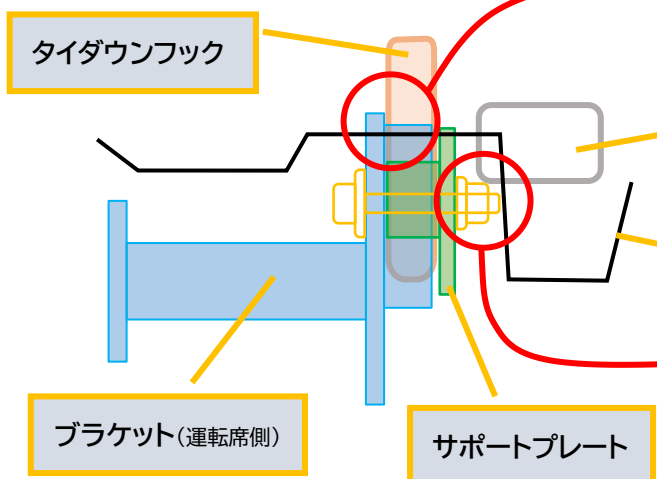 タイダウンフック
ブラケット(運転席側)
サポートプレート